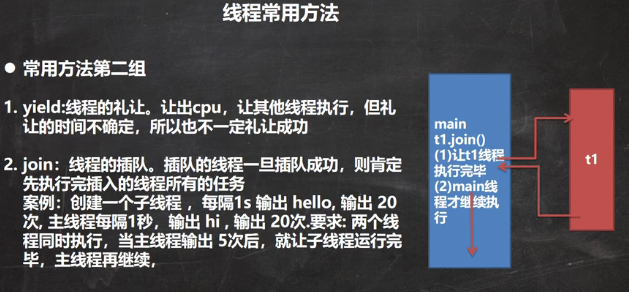 线程常用方法
● 常用方法第二组
1. yield:线程的礼让。让出cpu，让其他线程执行，但礼
让的时间不确定，所以也不一定礼让成功
2. join：线程的插队。插队的线程一旦插队成功，则肯定
先执行完插入的线程所有的任务
案例：创建一个子线程 ，每隔1s 输出 hello, 输出 20
次, 主线程每隔1秒，输出 hi , 输出 20次.要求: 两个线
程同时执行，当主线程输出 5次后，就让子线程运行完
毕，主线程再继续，
main
t1.join()
(1)让t1线程
执行完毕
(2)main线
程才继续执
行
t1